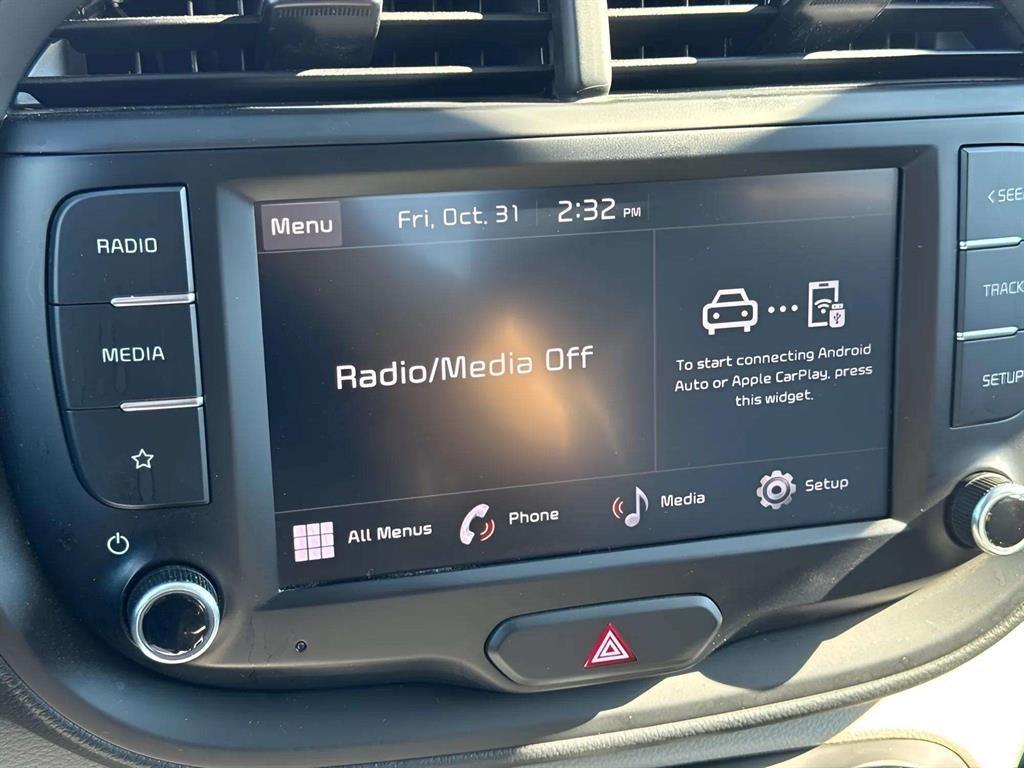 Menu
Fri, Oct. 31
2:32 PM
RADIO
MEDIA
Radio/Media Off
To start connecting Android
Auto or Apple CarPlay, press
this widget.
All Menus
Phone
Media
Setup
TRACK
SETUP